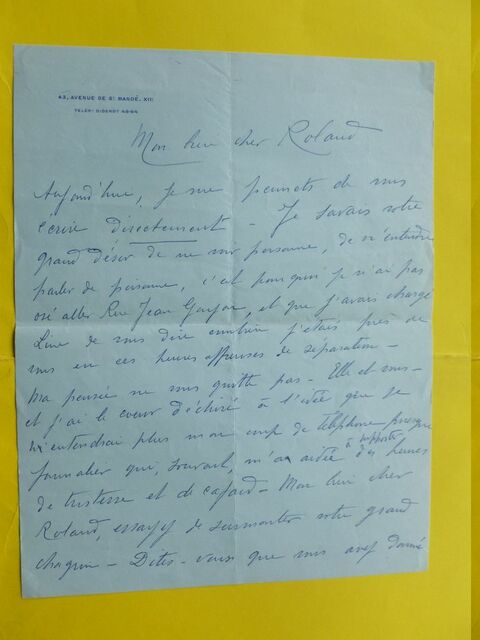 43, AVENUE DE ST MANDÉ, XII
TÉLÉPH: DIDEROT 46-64
Mon bien cher Roland
Aujourd'hui, je me permets de vous
écrire directement - Je savais votre
grand désir de ne voir personne, de n'entendre
parler de personne, c'est pourquoi je n'ai pas
osé aller Rue Jean Goujon, et que j'avais chargé
Line de vous dire combien j'étais près de
vous en ces heures affreuses de séparation -
Ma pensée ne vous quitte pas - Elle et vous -
et j'ai le coeur déchiré à l'idée que je
n'entendrai plus mon coup de téléphone presque
journalier qui, souvent, m'a aidée à supporter des heures
de tristesse et de cafard - Mon bien cher
Roland, essayez de surmonter votre grand
chagrin - Dites-vous que vous avez donné